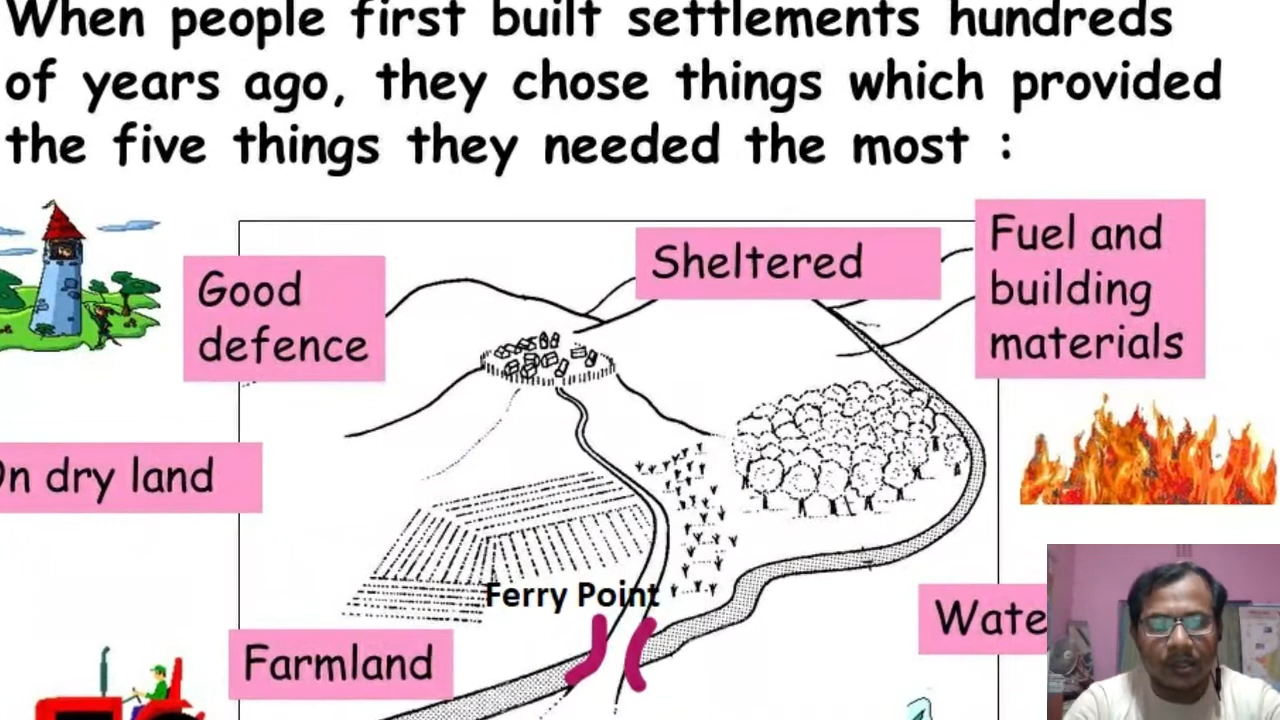 When people first built settlements hundreds
of years ago, they chose things which provided
the five things they needed the most :
Sheltered
Fuel and
building
materials
Good
defence
dry land
Ferry Point
Farmland